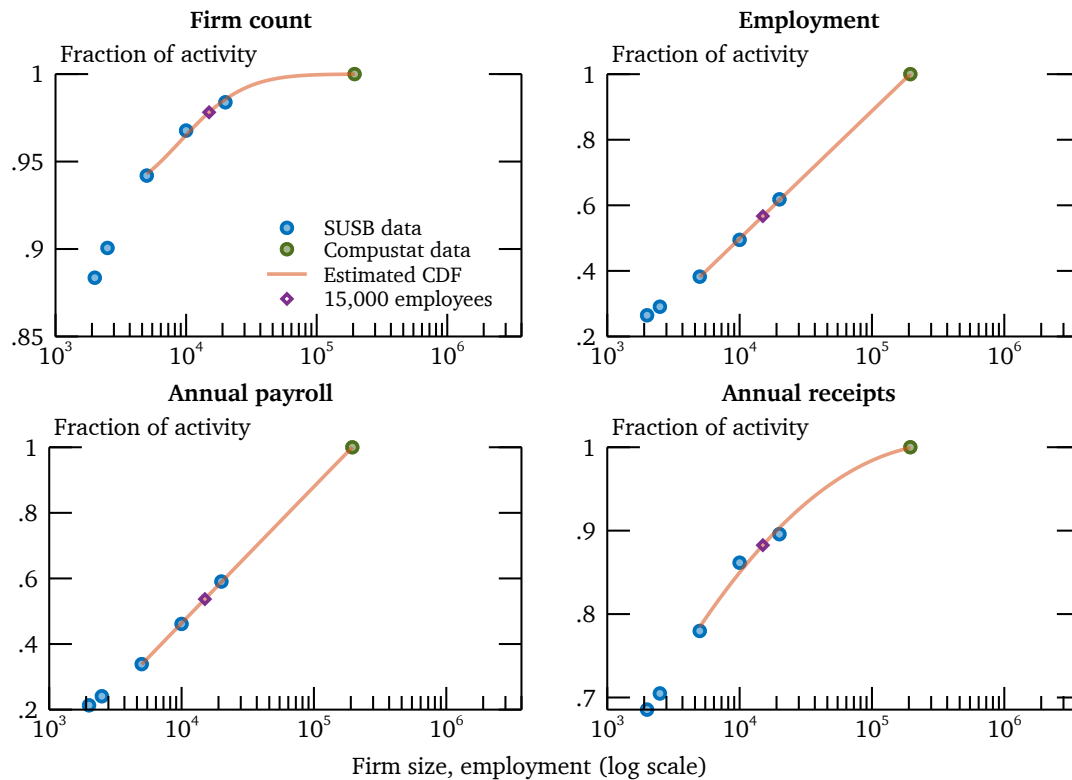 Firm count
Fraction of activity
1
.95
.9
.85
10³ 10⁴ 10⁵ 10⁶
SUSB data
Compustat data
Estimated CDF
15,000 employees
Employment
Fraction of activity
1
.8
.6
.4
.2
10³ 10⁴ 10⁵ 10⁶
Annual payroll
Fraction of activity
1
.8
.6
.4
.2
10³ 10⁴ 10⁵ 10⁶
Annual receipts
Fraction of activity
1
.9
.8
.7
10³ 10⁴ 10⁵ 10⁶
Firm size, employment (log scale)